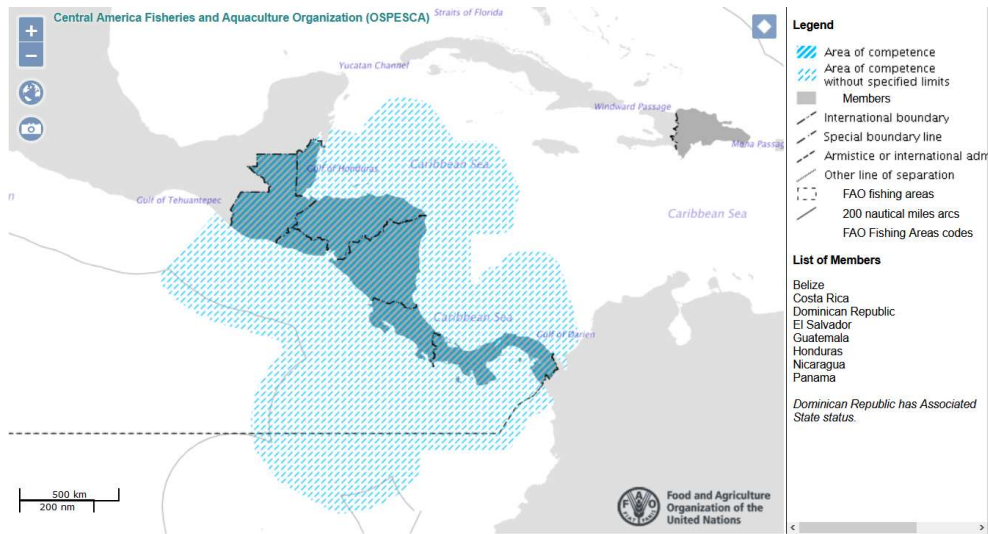 Central America Fisheries and Aquaculture Organization (OSPESCA)
Straits of Florida
Yucatan Channel
Windward Passage
Mona Passag
Gulf of Honduras
Caribbean Sea
n
Gulf of Tehuantepec
Caribbean Sea
Caribbean Sea
Gulf of Darien
500 km
200 nm
FAO
FIAT PANIS
Food and Agriculture
Organization of the
United Nations
Legend
Area of competence
Area of competence
without specified limits
Members
International boundary
Special boundary line
Armistice or international adm
Other line of separation
FAO fishing areas
200 nautical miles arcs
FAO Fishing Areas codes
List of Members
Belize
Costa Rica
Dominican Republic
El Salvador
Guatemala
Honduras
Nicaragua
Panama
Dominican Republic has Associated
State status.